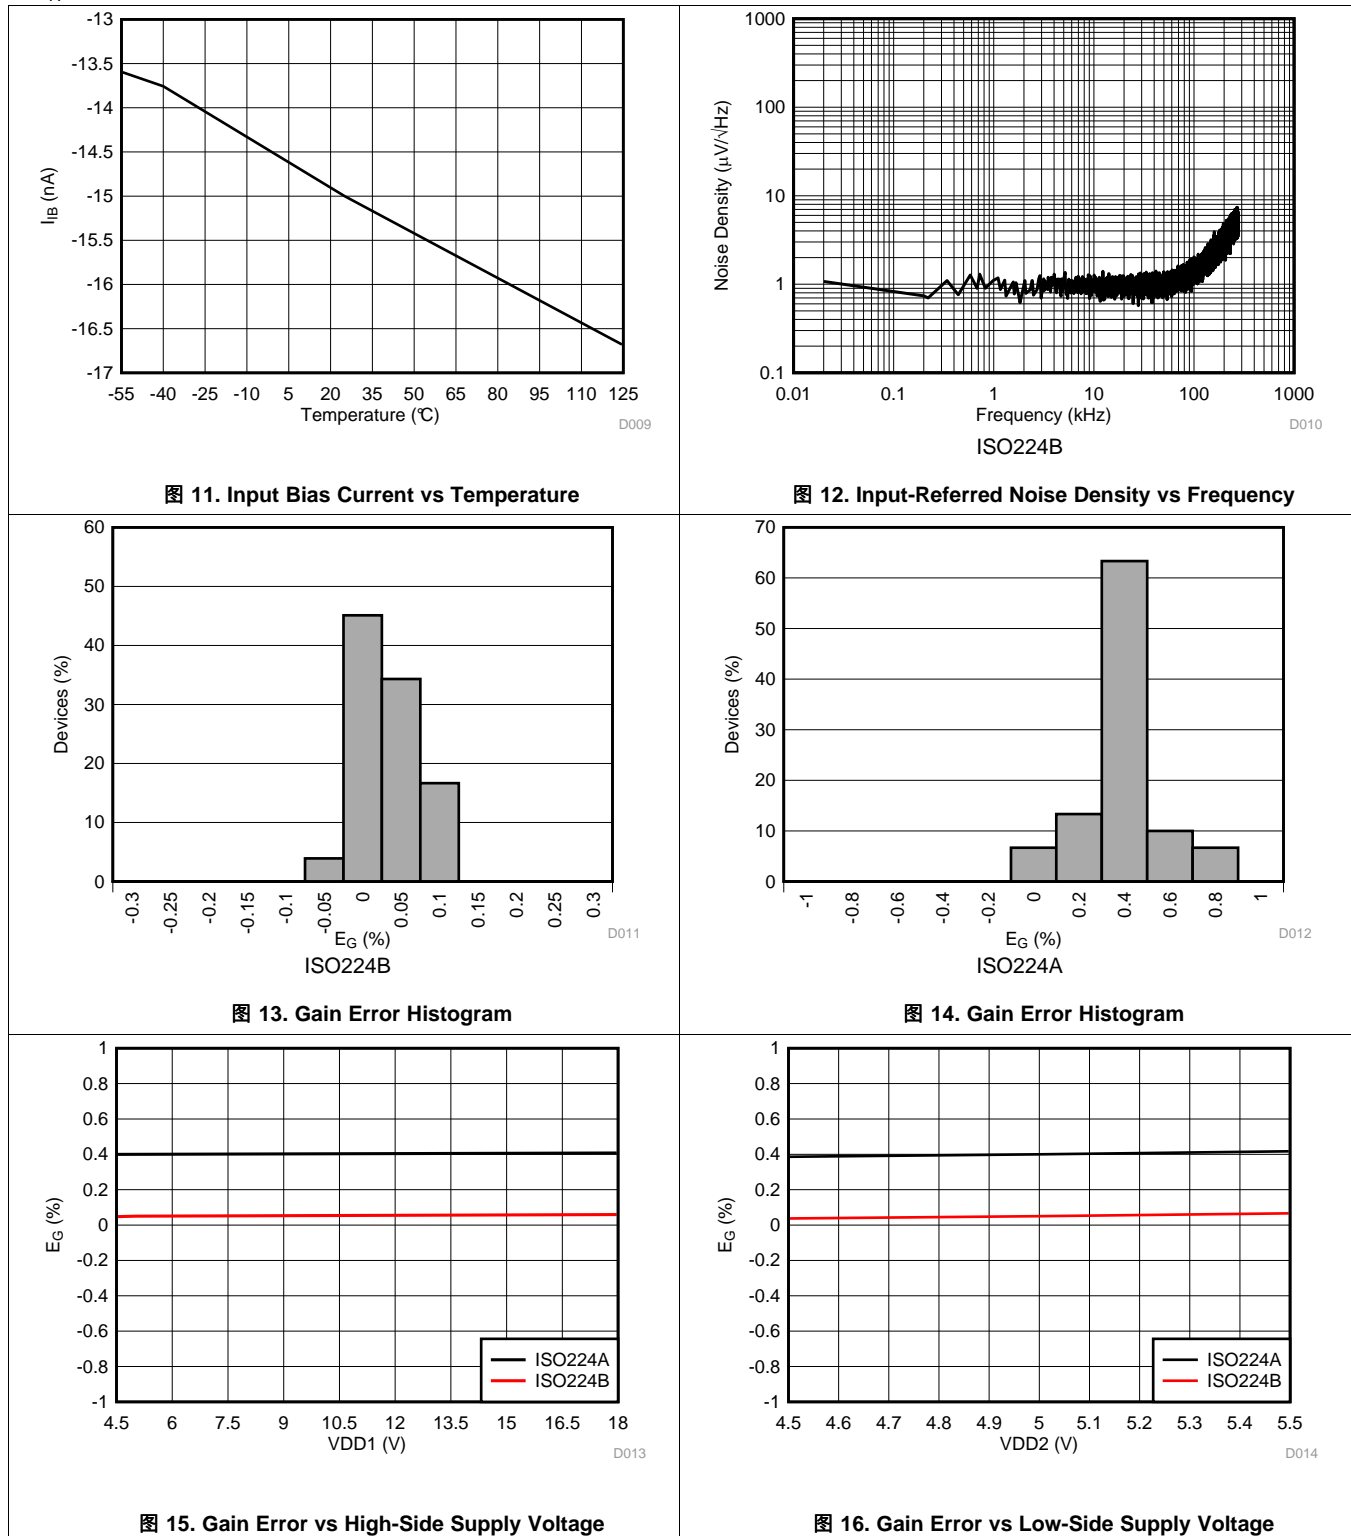 -13
-13.5
-14
-14.5
-15
-15.5
-16
-16.5
-17
I_IB (nA)
-55 -40 -25 -10 5 20 35 50 65 80 95 110 125
Temperature (°C)
D009
图 11. Input Bias Current vs Temperature
1000
100
10
1
0.1
Noise Density (μV/√Hz)
0.01 0.1 1 10 100 1000
Frequency (kHz)
D010
ISO224B
图 12. Input-Referred Noise Density vs Frequency
60
50
40
30
20
10
0
Devices (%)
-0.3 -0.25 -0.2 -0.15 -0.1 -0.05 0 0.05 0.1 0.15 0.2 0.25 0.3
E_G (%)
D011
ISO224B
图 13. Gain Error Histogram
70
60
50
40
30
20
10
0
Devices (%)
-1 -0.8 -0.6 -0.4 -0.2 0 0.2 0.4 0.6 0.8 1
E_G (%)
D012
ISO224A
图 14. Gain Error Histogram
1
0.8
0.6
0.4
0.2
0
-0.2
-0.4
-0.6
-0.8
-1
E_G (%)
ISO224A
ISO224B
4.5 6 7.5 9 10.5 12 13.5 15 16.5 18
VDD1 (V)
D013
图 15. Gain Error vs High-Side Supply Voltage
1
0.8
0.6
0.4
0.2
0
-0.2
-0.4
-0.6
-0.8
-1
E_G (%)
ISO224A
ISO224B
4.5 4.6 4.7 4.8 4.9 5 5.1 5.2 5.3 5.4 5.5
VDD2 (V)
D014
图 16. Gain Error vs Low-Side Supply Voltage